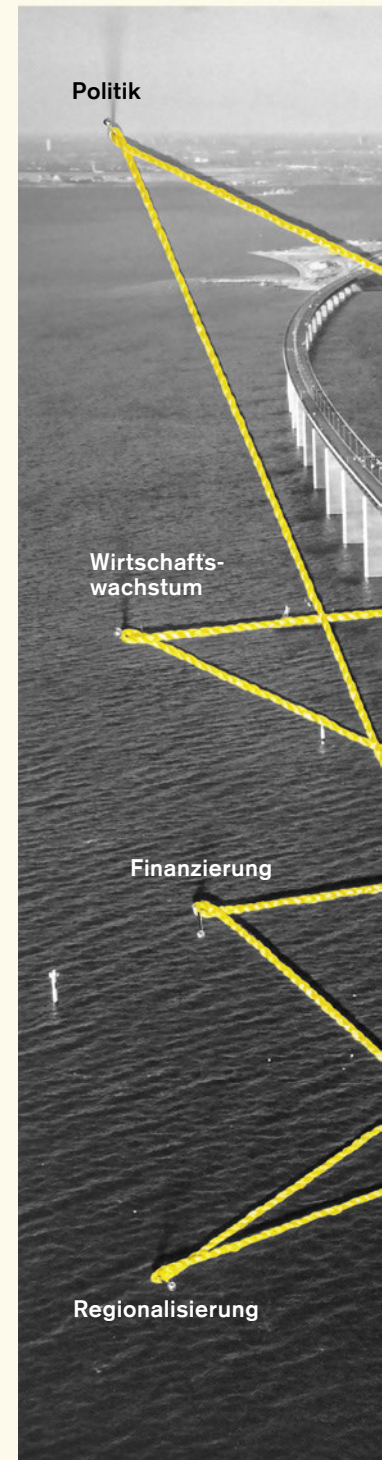 Politik
Wirtschafts-
wachstum
Finanzierung
Regionalisierung